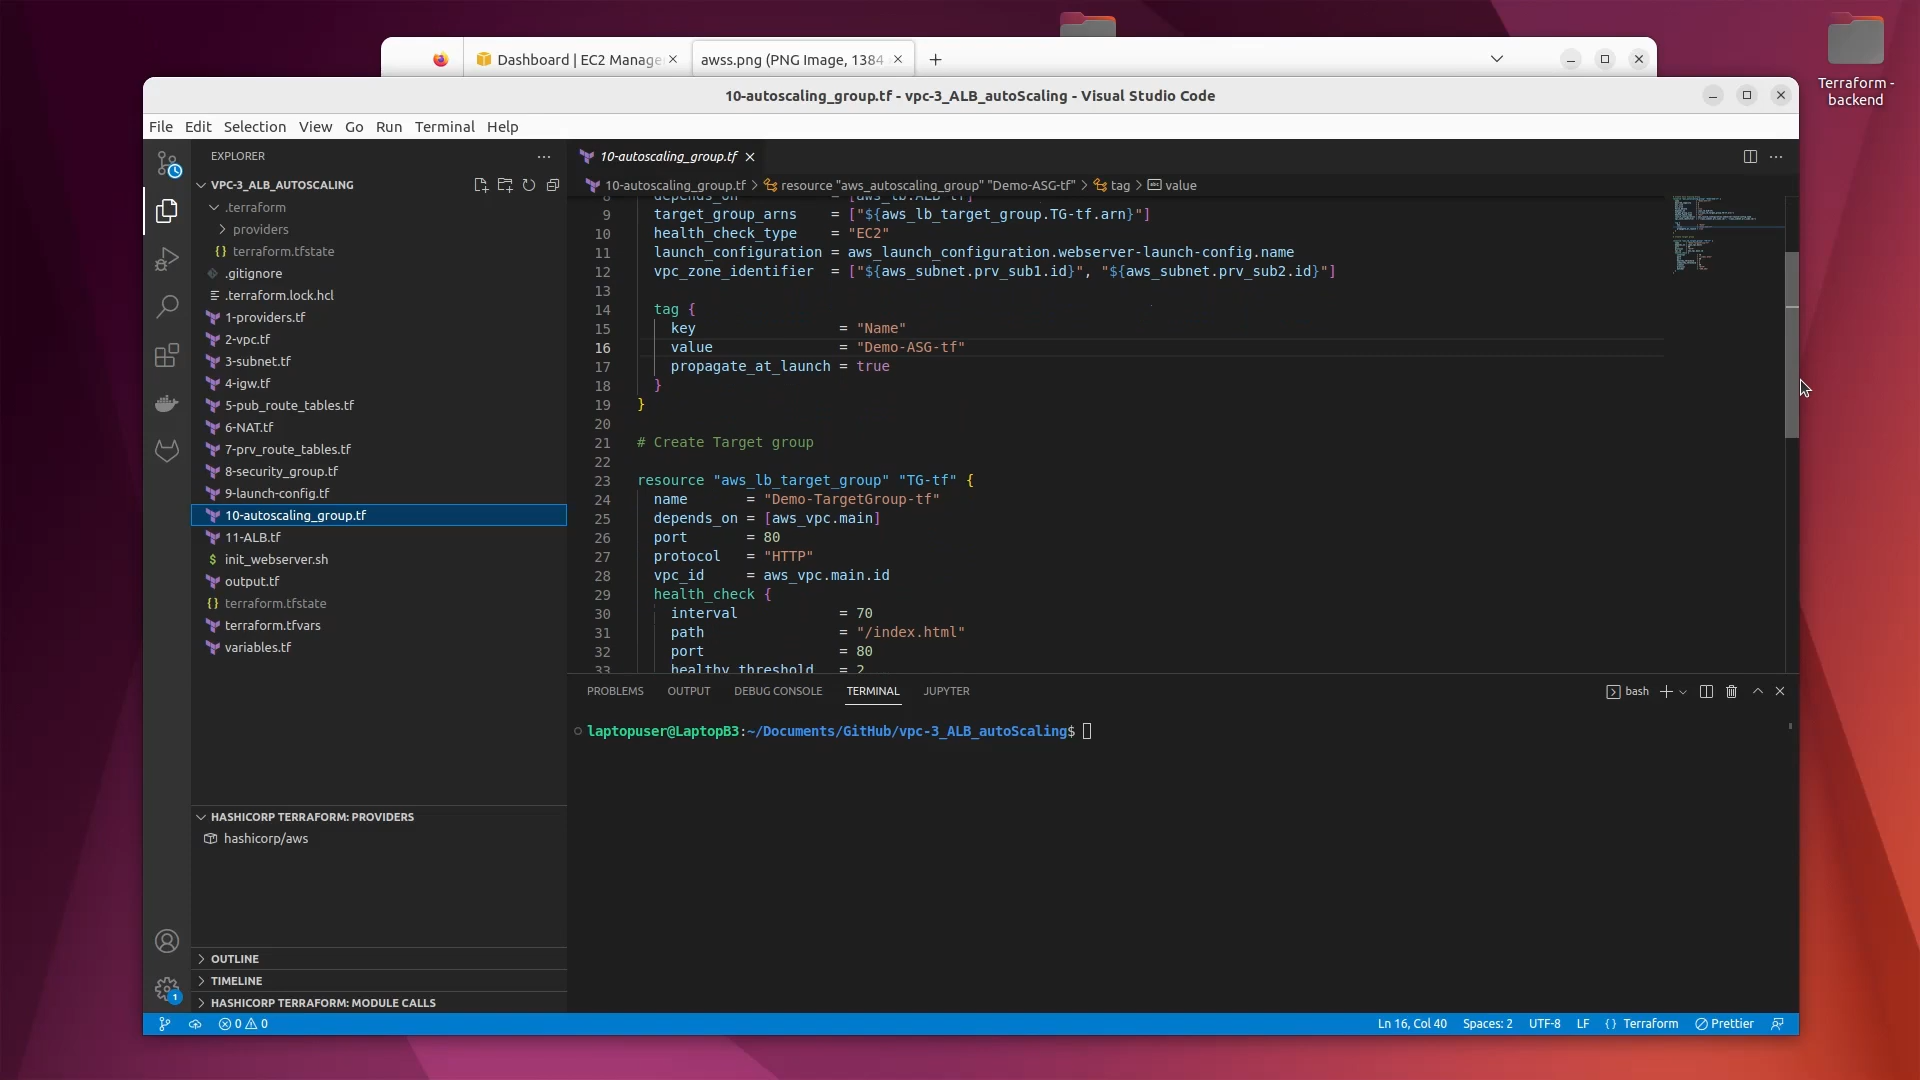 Dashboard | EC2 Manage
awss.png (PNG Image, 1384
Terraform -
backend
10-autoscaling_group.tf - vpc-3_ALB_autoScaling - Visual Studio Code
File Edit Selection View Go Run Terminal Help
EXPLORER
VPC-3_ALB_AUTOSCALING
.terraform
providers
{} terraform.tfstate
.gitignore
.terraform.lock.hcl
1-providers.tf
2-vpc.tf
3-subnet.tf
4-igw.tf
5-pub_route_tables.tf
6-NAT.tf
7-prv_route_tables.tf
8-security_group.tf
9-launch-config.tf
10-autoscaling_group.tf
11-ALB.tf
$ init_webserver.sh
output.tf
{} terraform.tfstate
terraform.tfvars
variables.tf
HASHICORP TERRAFORM: PROVIDERS
hashicorp/aws
OUTLINE
TIMELINE
HASHICORP TERRAFORM: MODULE CALLS
10-autoscaling_group.tf
10-autoscaling_group.tf > resource "aws_autoscaling_group" "Demo-ASG-tf" > tag > value
8 depends_on = [aws_lb.ALB-tf]
9 target_group_arns = ["${aws_lb_target_group.TG-tf.arn}"]
10 health_check_type = "EC2"
11 launch_configuration = aws_launch_configuration.webserver-launch-config.name
12 vpc_zone_identifier = ["${aws_subnet.prv_sub1.id}", "${aws_subnet.prv_sub2.id}"]
13
14 tag {
15 key = "Name"
16 value = "Demo-ASG-tf"
17 propagate_at_launch = true
18 }
19 }
20
21 # Create Target group
22
23 resource "aws_lb_target_group" "TG-tf" {
24 name = "Demo-TargetGroup-tf"
25 depends_on = [aws_vpc.main]
26 port = 80
27 protocol = "HTTP"
28 vpc_id = aws_vpc.main.id
29 health_check {
30 interval = 70
31 path = "/index.html"
32 port = 80
33 healthy_threshold = 2
PROBLEMS OUTPUT DEBUG CONSOLE TERMINAL JUPYTER
bash
laptopuser@LaptopB3:~/Documents/GitHub/vpc-3_ALB_autoScaling$
1
0 0
Ln 16, Col 40 Spaces: 2 UTF-8 LF {} Terraform Prettier